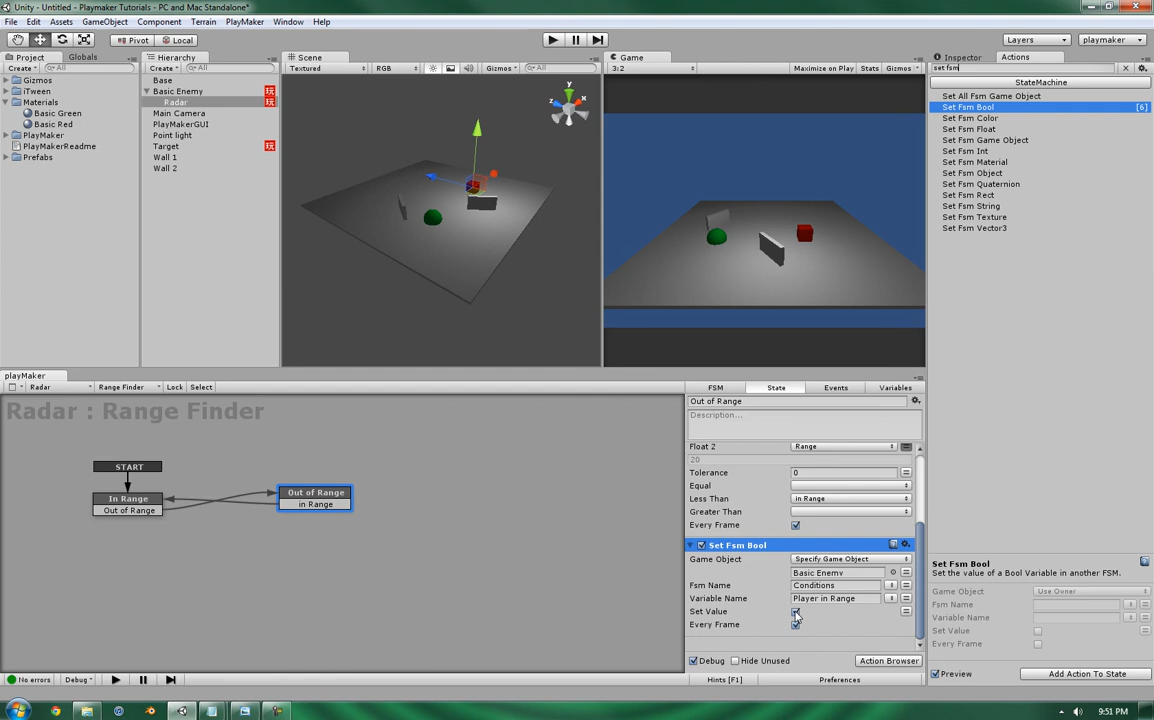 Unity - Untitled - Playmaker Tutorials - PC and Mac Standalone*
File Edit Assets GameObject Component Terrain PlayMaker Window Help
Pivot Local Layers playmaker
Project Globals
Create All
Gizmos
iTween
Materials
Basic Green
Basic Red
PlayMaker
PlayMakerReadme
Prefabs
Hierarchy
Create All
Base
Basic Enemy
Radar
Main Camera
PlayMakerGUI
Point light
Target
Wall 1
Wall 2
Scene
Textured RGB Gizmos All
y
x
z
Game
3:2 Maximize on Play Stats Gizmos
Inspector Actions
set fsm
StateMachine
Set All Fsm Game Object
Set Fsm Bool [6]
Set Fsm Color
Set Fsm Float
Set Fsm Game Object
Set Fsm Int
Set Fsm Material
Set Fsm Object
Set Fsm Quaternion
Set Fsm Rect
Set Fsm String
Set Fsm Texture
Set Fsm Vector3
Set Fsm Bool
Set the value of a Bool Variable in another FSM.
Game Object Use Owner
Fsm Name
Variable Name
Set Value
Every Frame
Preview Add Action To State
playMaker
Radar Range Finder Lock Select
Radar : Range Finder
START
In Range
Out of Range
Out of Range
in Range
FSM State Events Variables
Out of Range
Description...
Float 2 Range
20
Tolerance 0
Equal
Less Than in Range
Greater Than
Every Frame
Set Fsm Bool
Game Object Specify Game Object
Basic Enemy
Fsm Name Conditions
Variable Name Player in Range
Set Value
Every Frame
Debug Hide Unused Action Browser
No errors Debug Hints [F1] Preferences
9:51 PM